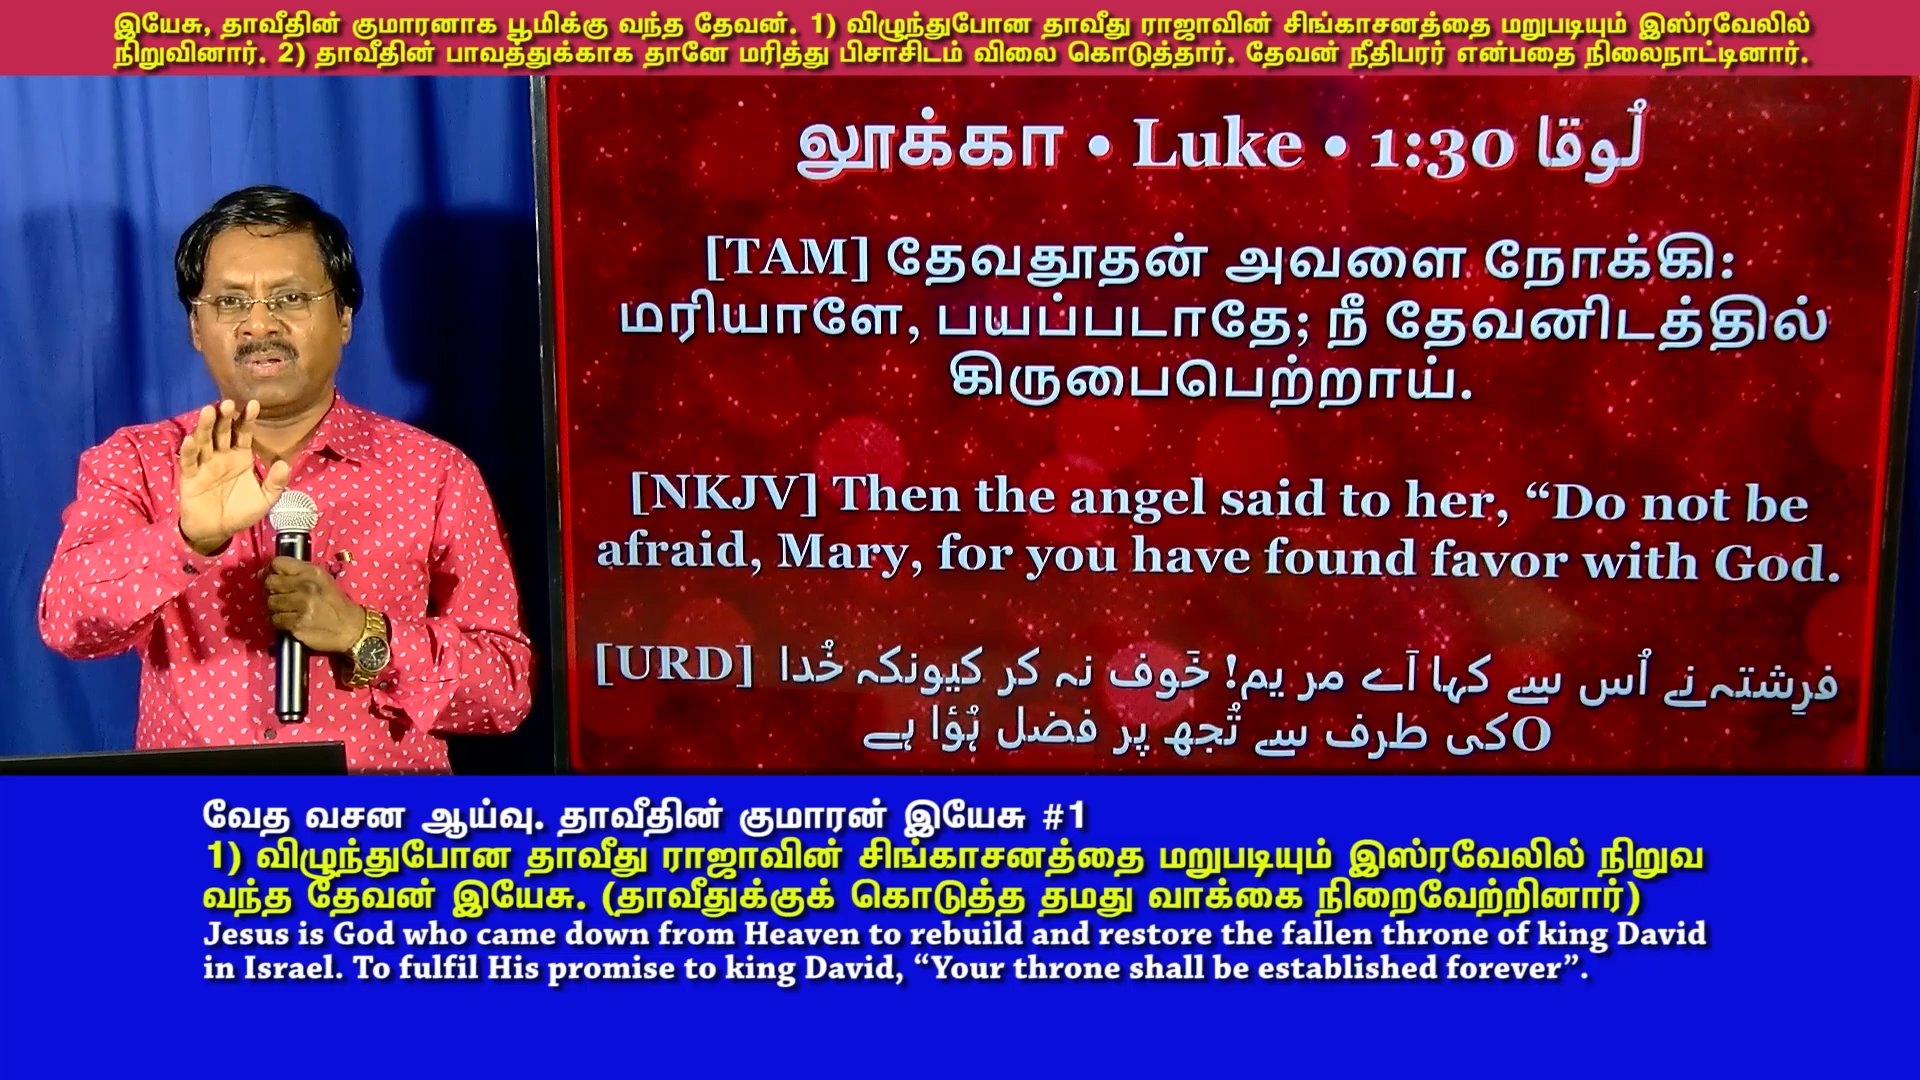 இயேசு, தாவீதின் குமாரனாக பூமிக்கு வந்த தேவன். 1) விழுந்துபோன தாவீது ராஜாவின் சிங்காசனத்தை மறுபடியும் இஸ்ரவேலில்
நிறுவினார். 2) தாவீதின் பாவத்துக்காக தானே மரித்து பிசாசிடம் விலை கொடுத்தார். தேவன் நீதிபரர் என்பதை நிலைநாட்டினார்.
லூக்கா • Luke • 1:30 لُوقا
[TAM] தேவதூதன் அவளை நோக்கி:
மரியாளே, பயப்படாதே; நீ தேவனிடத்தில்
கிருபைபெற்றாய்.
[NKJV] Then the angel said to her, “Do not be
afraid, Mary, for you have found favor with God.
[URD] فرِشتہ نے اُس سے کہا اَے مریم! خَوف نہ کر کیونکہ خُدا
کی طرف سے تُجھ پر فضل ہُؤا ہے O
வேத வசன ஆய்வு. தாவீதின் குமாரன் இயேசு #1
1) விழுந்துபோன தாவீது ராஜாவின் சிங்காசனத்தை மறுபடியும் இஸ்ரவேலில் நிறுவ
வந்த தேவன் இயேசு. (தாவீதுக்குக் கொடுத்த தமது வாக்கை நிறைவேற்றினார்)
Jesus is God who came down from Heaven to rebuild and restore the fallen throne of king David
in Israel. To fulfil His promise to king David, “Your throne shall be established forever”.